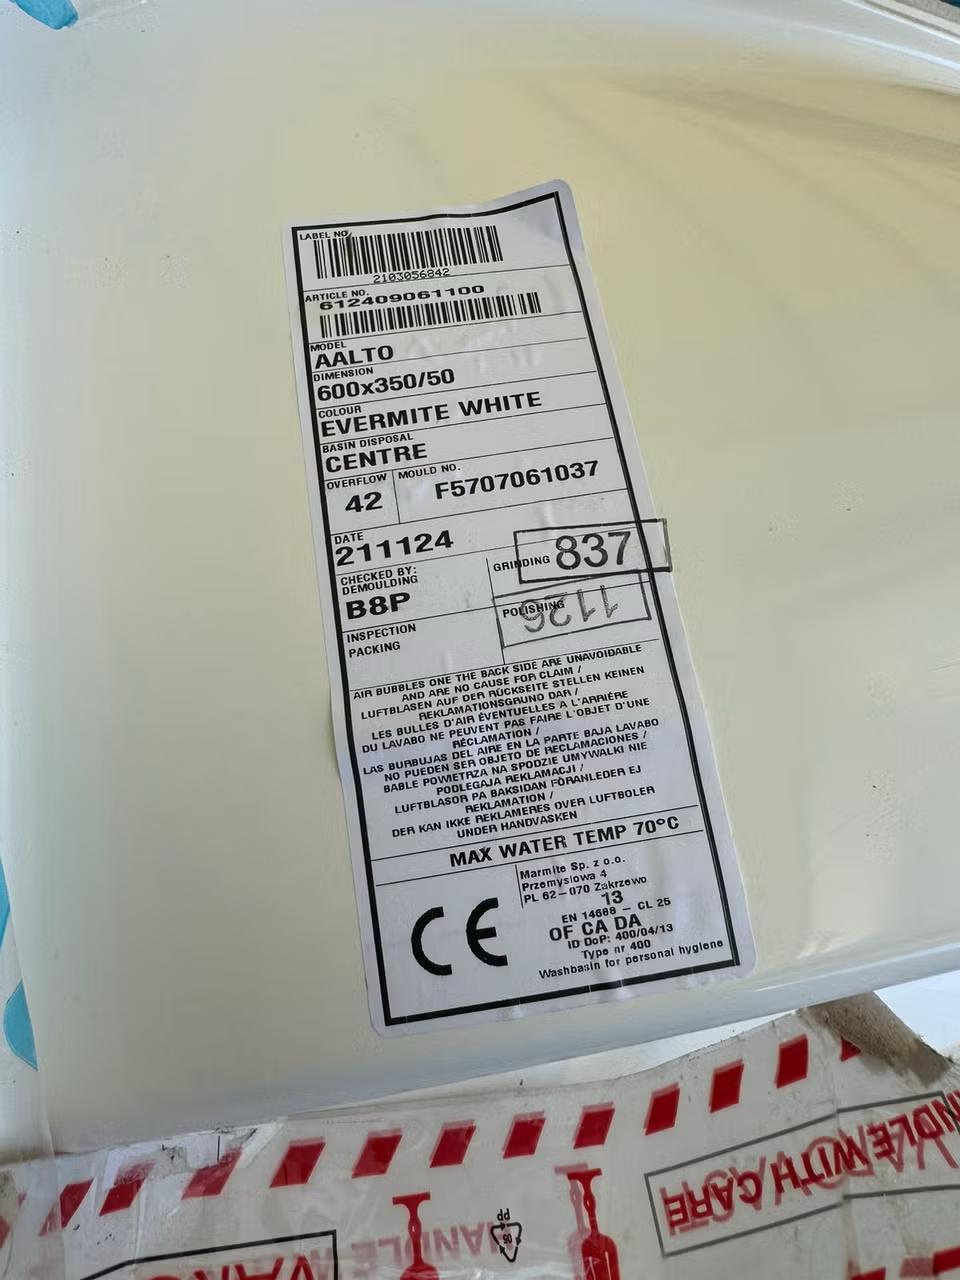 LABEL NO.
2103056842
ARTICLE NO.
612409061100
MODEL
AALTO
DIMENSION
600x350/50
COLOUR
EVERMITE WHITE
BASIN DISPOSAL
CENTRE
OVERFLOW
42
MOULD NO.
F5707061037
DATE
211124
CHECKED BY:
DEMOULDING
B8P
GRINDING 837
POLISHING
1126
INSPECTION
PACKING
AIR BUBBLES ONE THE BACK SIDE ARE UNAVOIDABLE
AND ARE NO CAUSE FOR CLAIM /
LUFTBLASEN AUF DER RÜCKSEITE STELLEN KEINEN
REKLAMATIONSGRUND DAR /
LES BULLES D'AIR ÉVENTUELLES A L'ARRIÈRE
DU LAVABO NE PEUVENT PAS FAIRE L'OBJET D'UNE
RÉCLAMATION /
LAS BURBUJAS DEL AIRE EN LA PARTE BAJA LAVABO
NO PUEDEN SER OBJETO DE RECLAMACIONES /
BABLE POWIETRZA NA SPODZIE UMYWALKI NIE
PODLEGAJA REKLAMACJI /
LUFTBLASOR PA BAKSIDAN FÖRANLEDER EJ
REKLAMATION /
DER KAN IKKE REKLAMERES OVER LUFTBOLER
UNDER HANDVASKEN
MAX WATER TEMP 70°C
CE
Marmite Sp. z o.o.
Przemyslowa 4
PL 62-070 Zakrzewo
13
EN 14688 - CL 25
OF CA DA
ID DoP: 400/04/13
Type nr 400
Washbasin for personal hygiene
HANDLE WITH CARE
HANDLE
05
PP